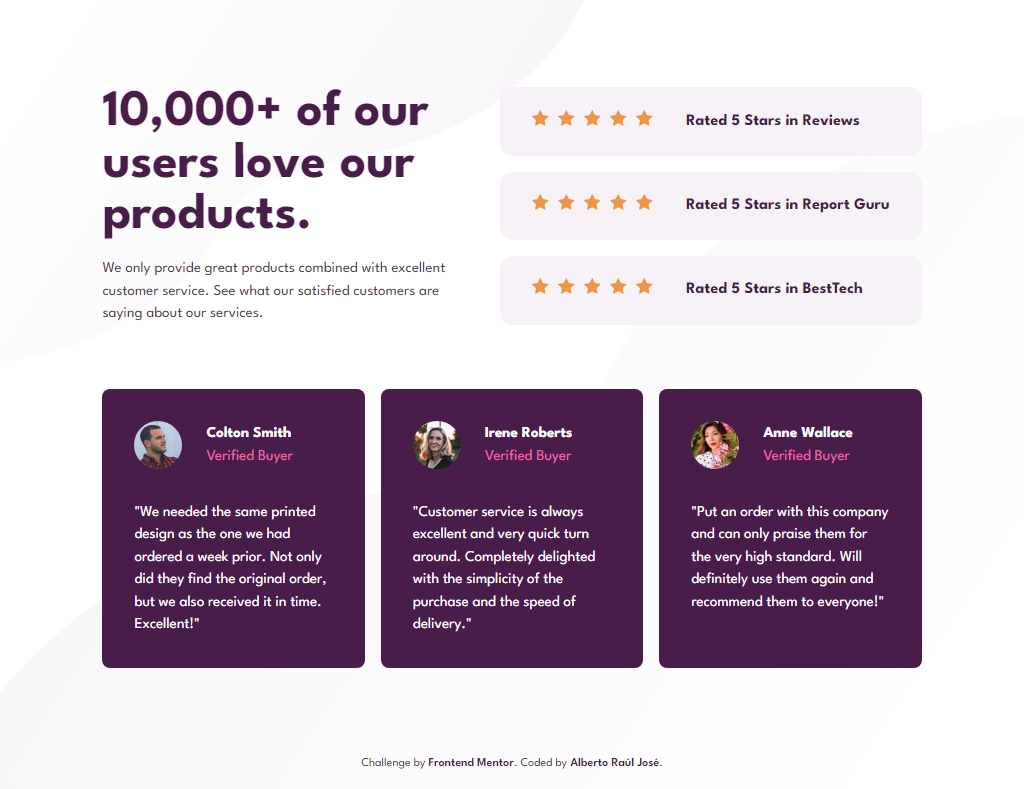 10,000+ of our
users love our
products.
We only provide great products combined with excellent
customer service. See what our satisfied customers are
saying about our services.
Rated 5 Stars in Reviews
Rated 5 Stars in Report Guru
Rated 5 Stars in BestTech
Colton Smith
Verified Buyer
"We needed the same printed
design as the one we had
ordered a week prior. Not only
did they find the original order,
but we also received it in time.
Excellent!"
Irene Roberts
Verified Buyer
"Customer service is always
excellent and very quick turn
around. Completely delighted
with the simplicity of the
purchase and the speed of
delivery."
Anne Wallace
Verified Buyer
"Put an order with this company
and can only praise them for
the very high standard. Will
definitely use them again and
recommend them to everyone!"
Challenge by Frontend Mentor. Coded by Alberto Raúl José.